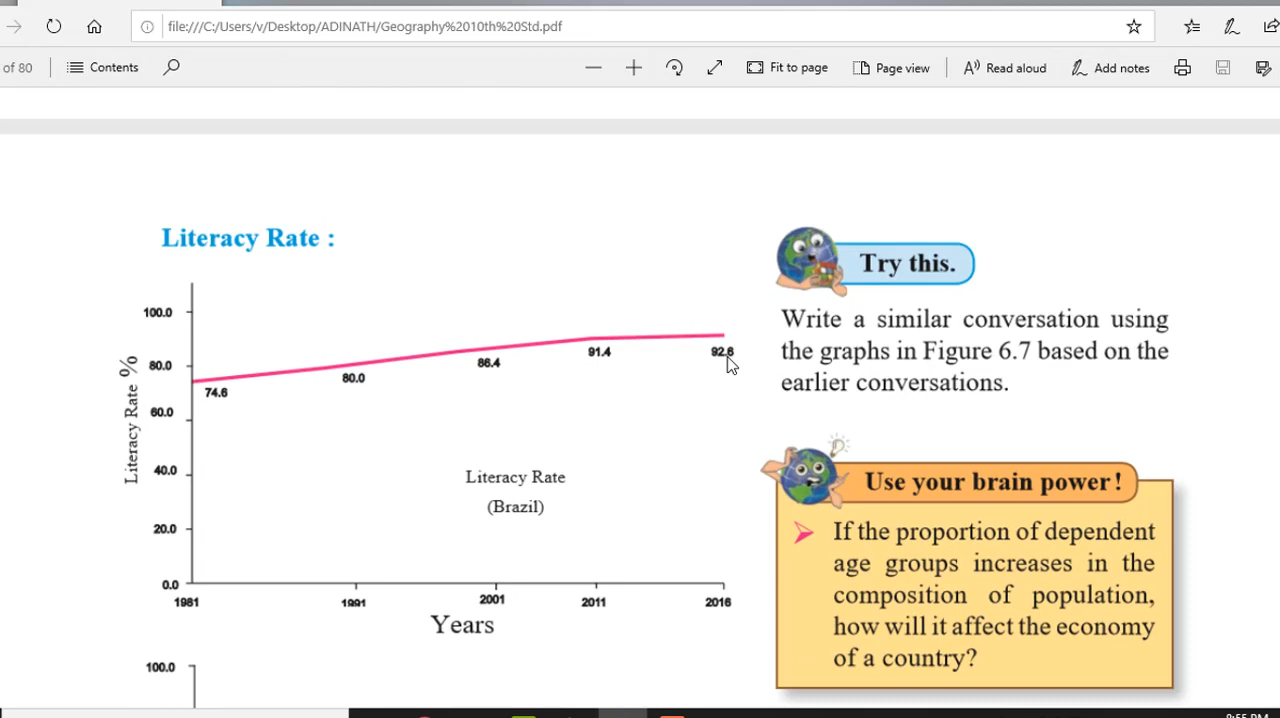 file:///C:/Users/v/Desktop/ADINATH/Geography%2010th%20Std.pdf
of 80
Contents
Fit to page
Page view
Read aloud
Add notes
Literacy Rate :
100.0
80.0
60.0
40.0
20.0
0.0
Literacy Rate %
74.6
80.0
86.4
91.4
92.6
Literacy Rate
(Brazil)
1981
1991
2001
2011
2016
Years
100.0
Try this.
Write a similar conversation using
the graphs in Figure 6.7 based on the
earlier conversations.
Use your brain power!
If the proportion of dependent
age groups increases in the
composition of population,
how will it affect the economy
of a country?